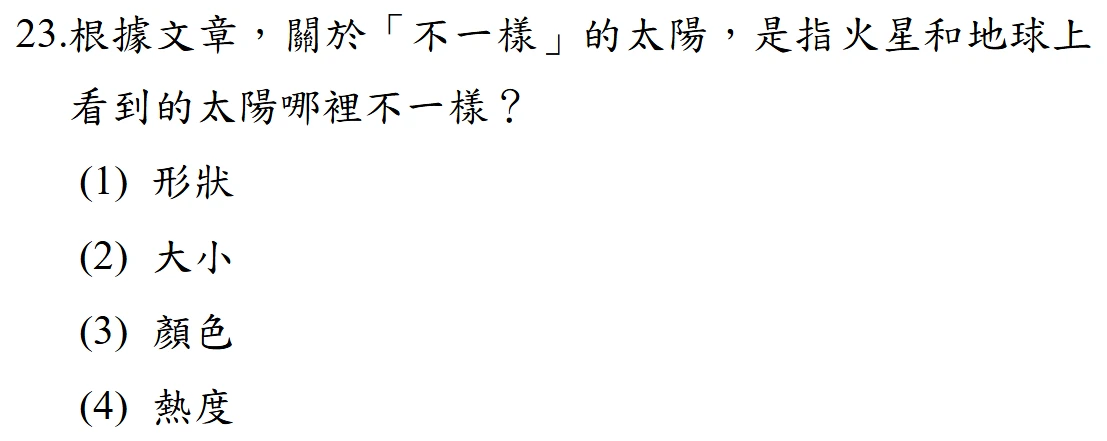 23.根據文章，關於「不一樣」的太陽，是指火星和地球上
看到的太陽哪裡不一樣？
(1) 形狀
(2) 大小
(3) 顏色
(4) 熱度